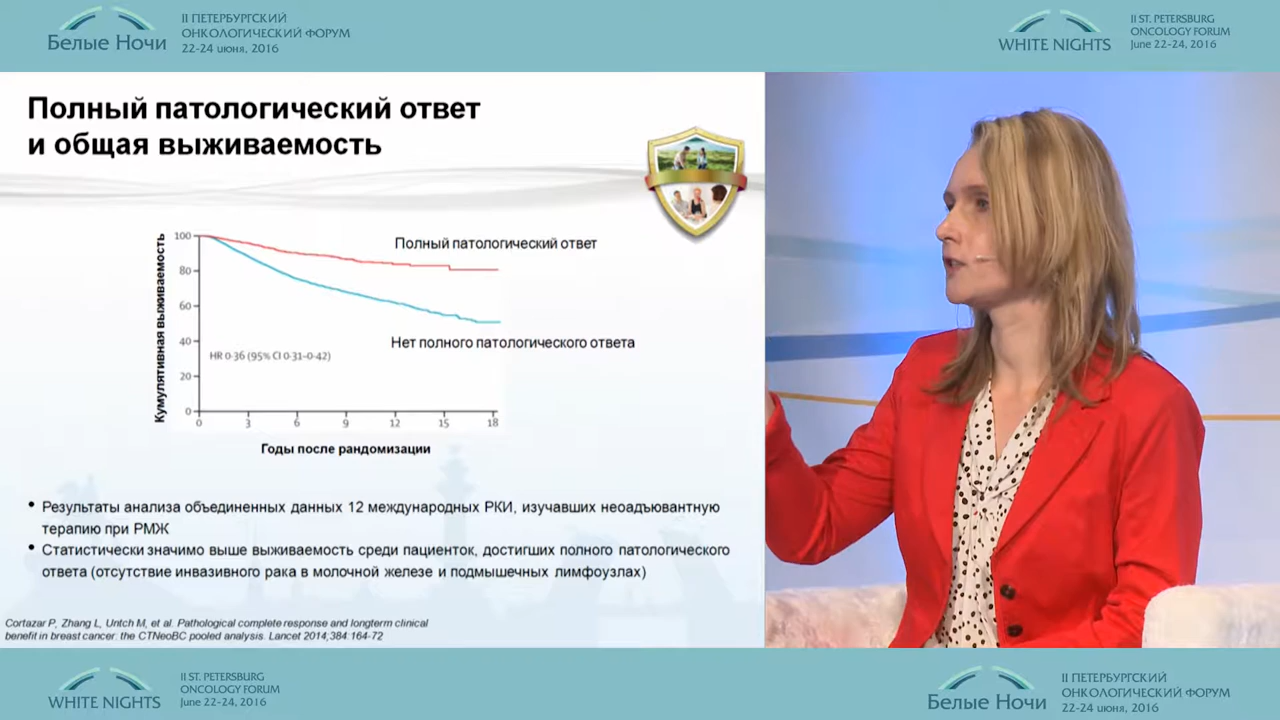 Белые Ночи
II ПЕТЕРБУРГСКИЙ
ОНКОЛОГИЧЕСКИЙ ФОРУМ
22-24 июня, 2016
WHITE NIGHTS
II ST. PETERSBURG
ONCOLOGY FORUM
June 22-24, 2016
Полный патологический ответ
и общая выживаемость
Кумулятивная выживаемость
100
80
60
40
20
0
Полный патологический ответ
Нет полного патологического ответа
HR 0·36 (95% CI 0·31–0·42)
0 3 6 9 12 15 18
Годы после рандомизации
• Результаты анализа объединенных данных 12 международных РКИ, изучавших неоадъювантную
терапию при РМЖ
• Статистически значимо выше выживаемость среди пациенток, достигших полного патологического
ответа (отсутствие инвазивного рака в молочной железе и подмышечных лимфоузлах)
Cortazar P, Zhang L, Untch M, et al. Pathological complete response and longterm clinical
benefit in breast cancer: the CTNeoBC pooled analysis. Lancet 2014;384:164-72
WHITE NIGHTS
II ST. PETERSBURG
ONCOLOGY FORUM
June 22-24, 2016
Белые Ночи
II ПЕТЕРБУРГСКИЙ
ОНКОЛОГИЧЕСКИЙ ФОРУМ
22-24 июня, 2016